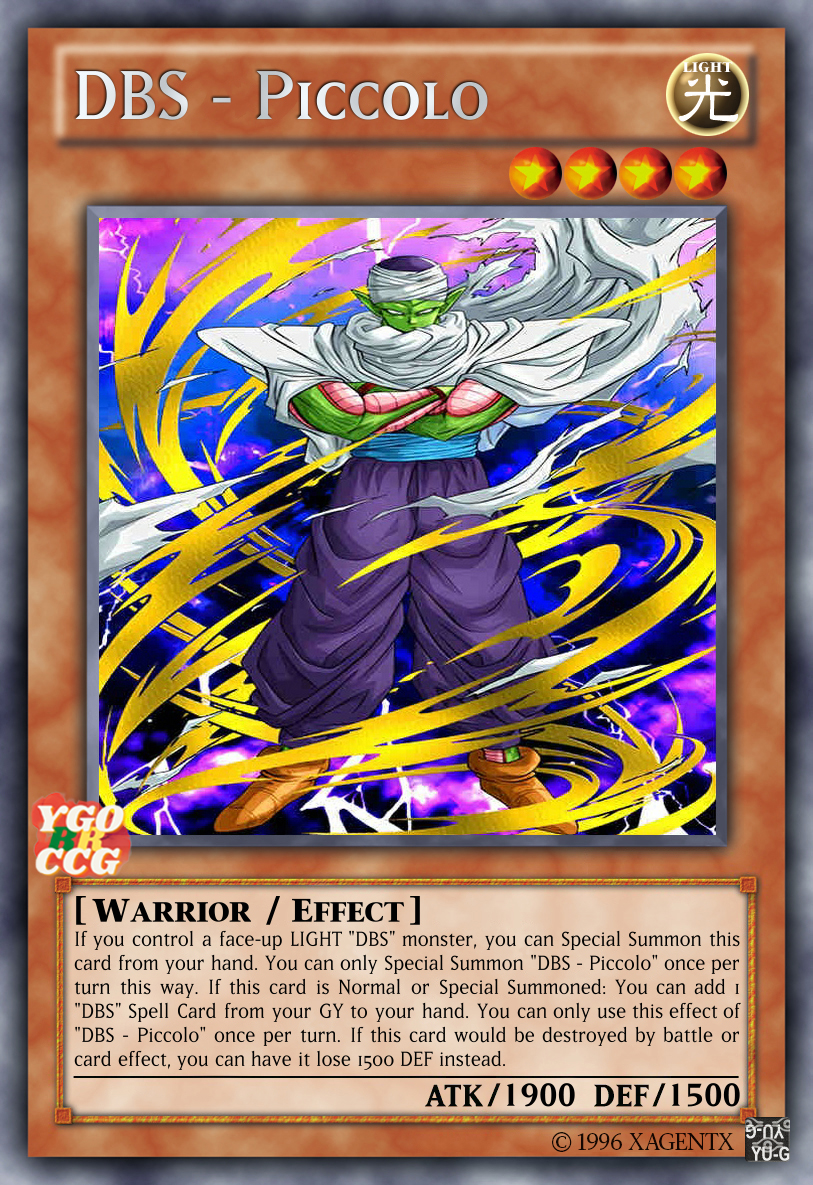 DBS - Piccolo
LIGHT
光
YGO
BR
CCG
[ Warrior / Effect ]
If you control a face-up LIGHT "DBS" monster, you can Special Summon this
card from your hand. You can only Special Summon "DBS - Piccolo" once per
turn this way. If this card is Normal or Special Summoned: You can add 1
"DBS" Spell Card from your GY to your hand. You can only use this effect of
"DBS - Piccolo" once per turn. If this card would be destroyed by battle or
card effect, you can have it lose 1500 DEF instead.
ATK/1900 DEF/1500
© 1996 XAGENTX
YU-G